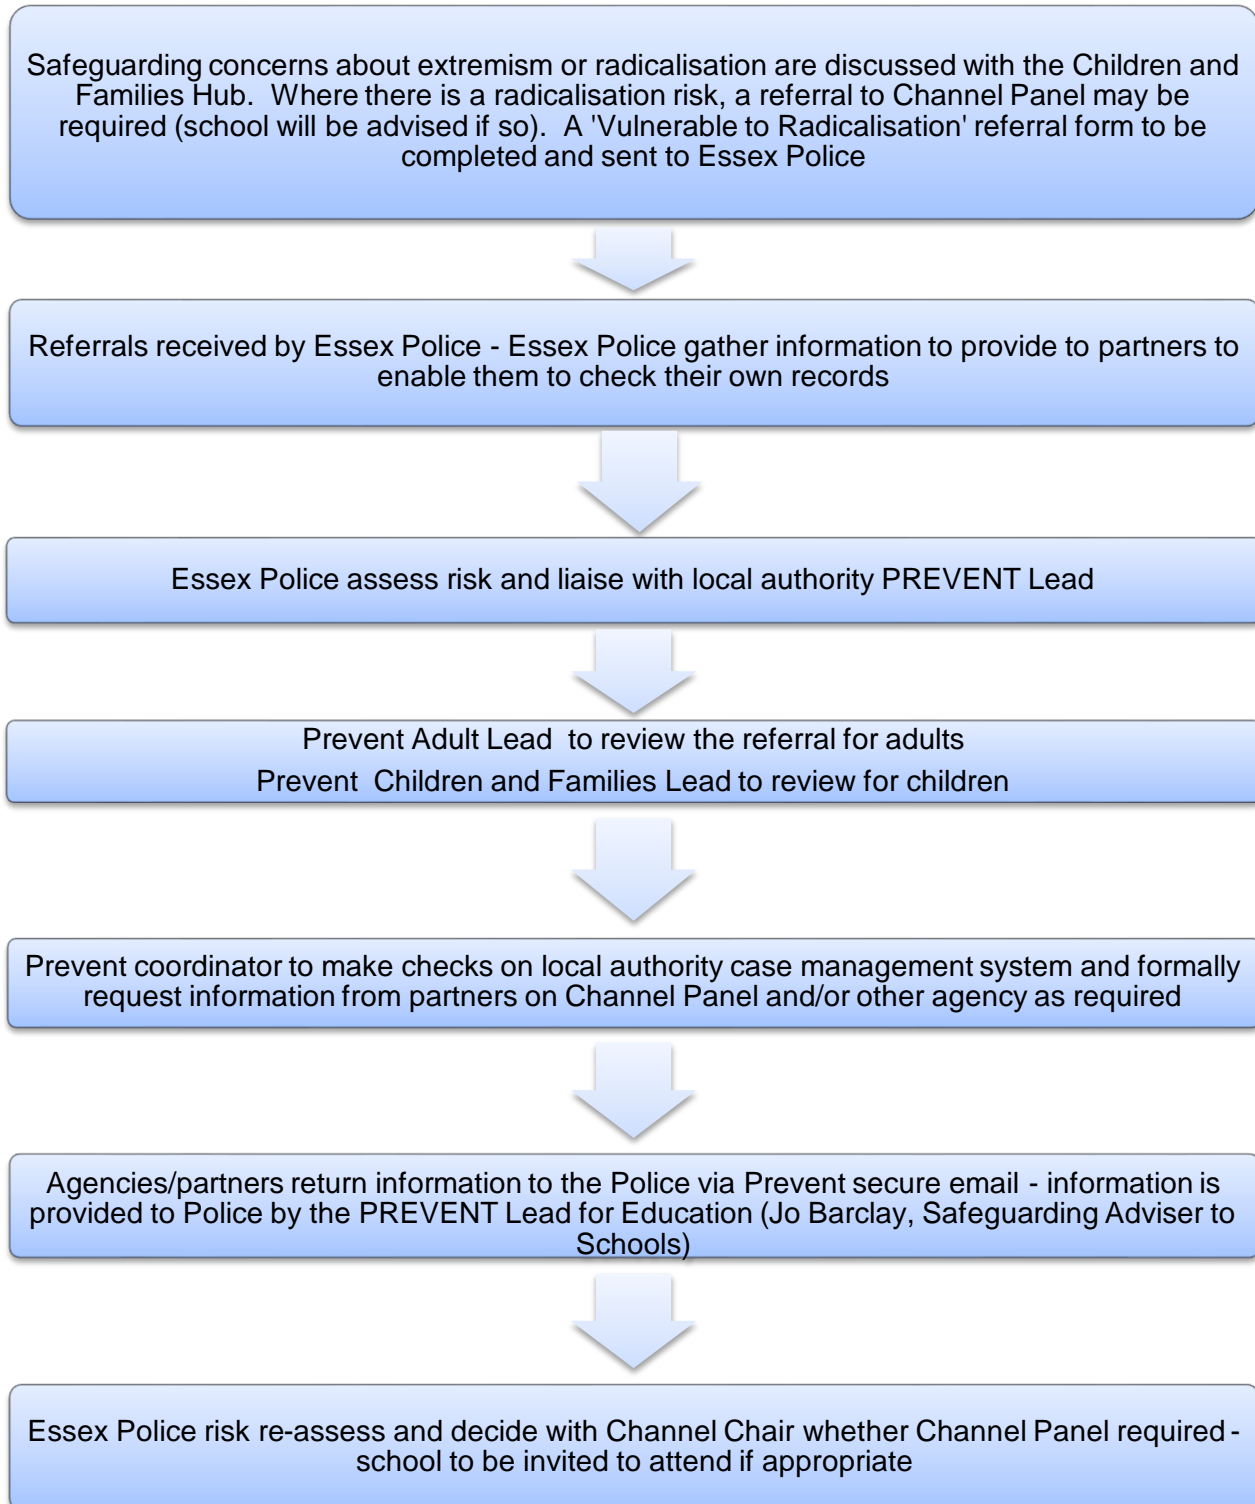 Safeguarding concerns about extremism or radicalisation are discussed with the Children and
Families Hub.  Where there is a radicalisation risk, a referral to Channel Panel may be
required (school will be advised if so).  A 'Vulnerable to Radicalisation' referral form to be
completed and sent to Essex Police
Referrals received by Essex Police - Essex Police gather information to provide to partners to
enable them to check their own records
Essex Police assess risk and liaise with local authority PREVENT Lead
Prevent Adult Lead  to review the referral for adults
Prevent  Children and Families Lead to review for children
Prevent coordinator to make checks on local authority case management system and formally
request information from partners on Channel Panel and/or other agency as required
Agencies/partners return information to the Police via Prevent secure email - information is
provided to Police by the PREVENT Lead for Education (Jo Barclay, Safeguarding Adviser to
Schools)
Essex Police risk re-assess and decide with Channel Chair whether Channel Panel required -
school to be invited to attend if appropriate